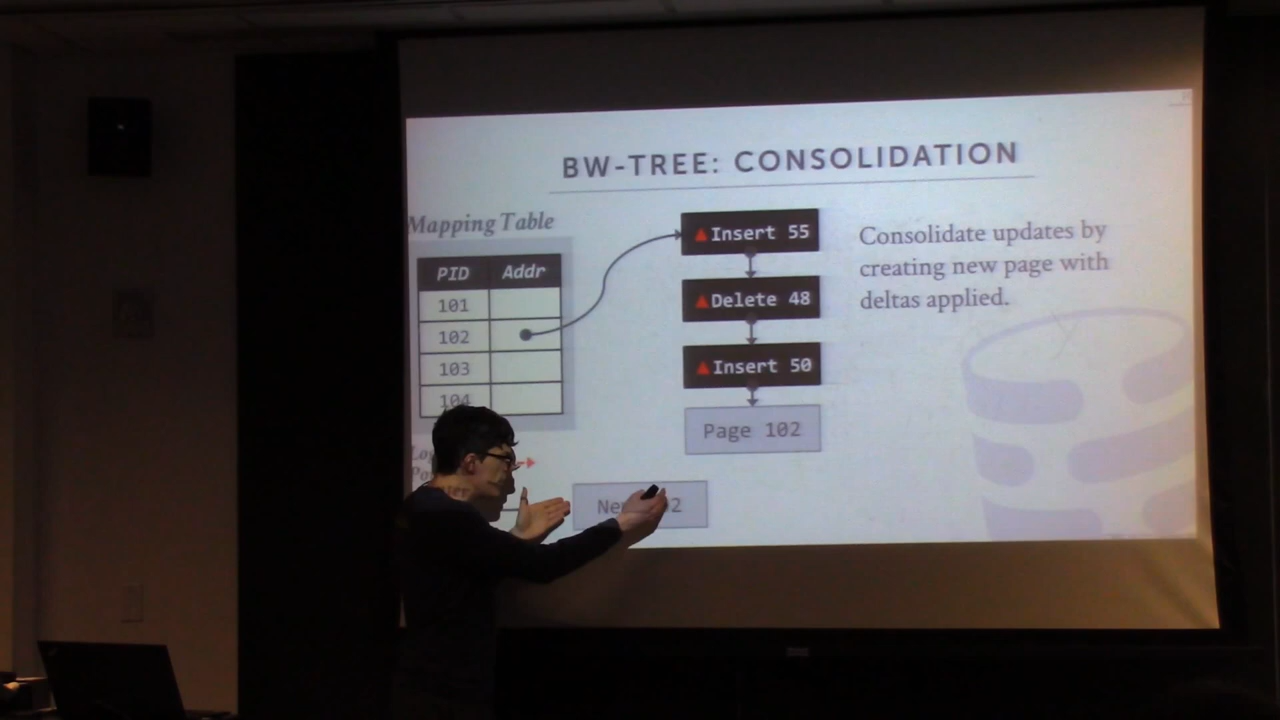 BW-TREE: CONSOLIDATION
Mapping Table
PID Addr
101
102
103
104
▲Insert 55
▲Delete 48
▲Insert 50
Page 102
Consolidate updates by
creating new page with
deltas applied.